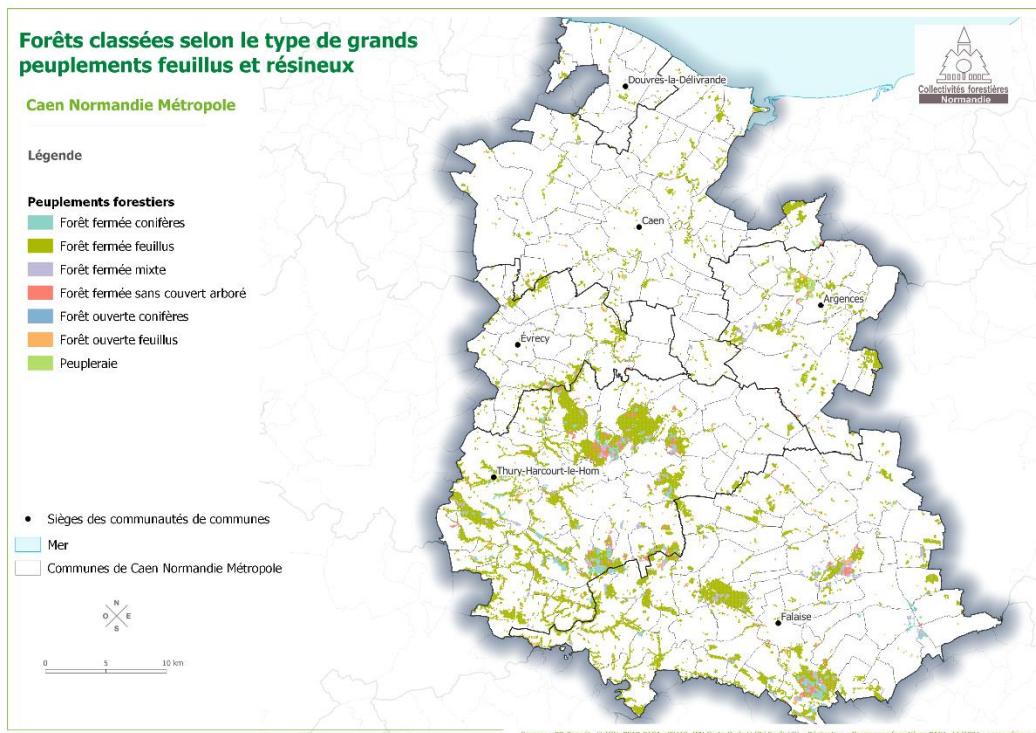 Forêts classées selon le type de grands
peuplements feuillus et résineux
Caen Normandie Métropole
Légende
Peuplements forestiers
Forêt fermée conifères
Forêt fermée feuillus
Forêt fermée mixte
Forêt fermée sans couvert arboré
Forêt ouverte conifères
Forêt ouverte feuillus
Peupleraie
Sièges des communautés de communes
Mer
Communes de Caen Normandie Métropole
N
O E
S
0 5 10 km
Collectivités forestières
Normandie
Douvres-la-Délivrande
Caen
Argences
Évrecy
Thury-Harcourt-le-Hom
Falaise